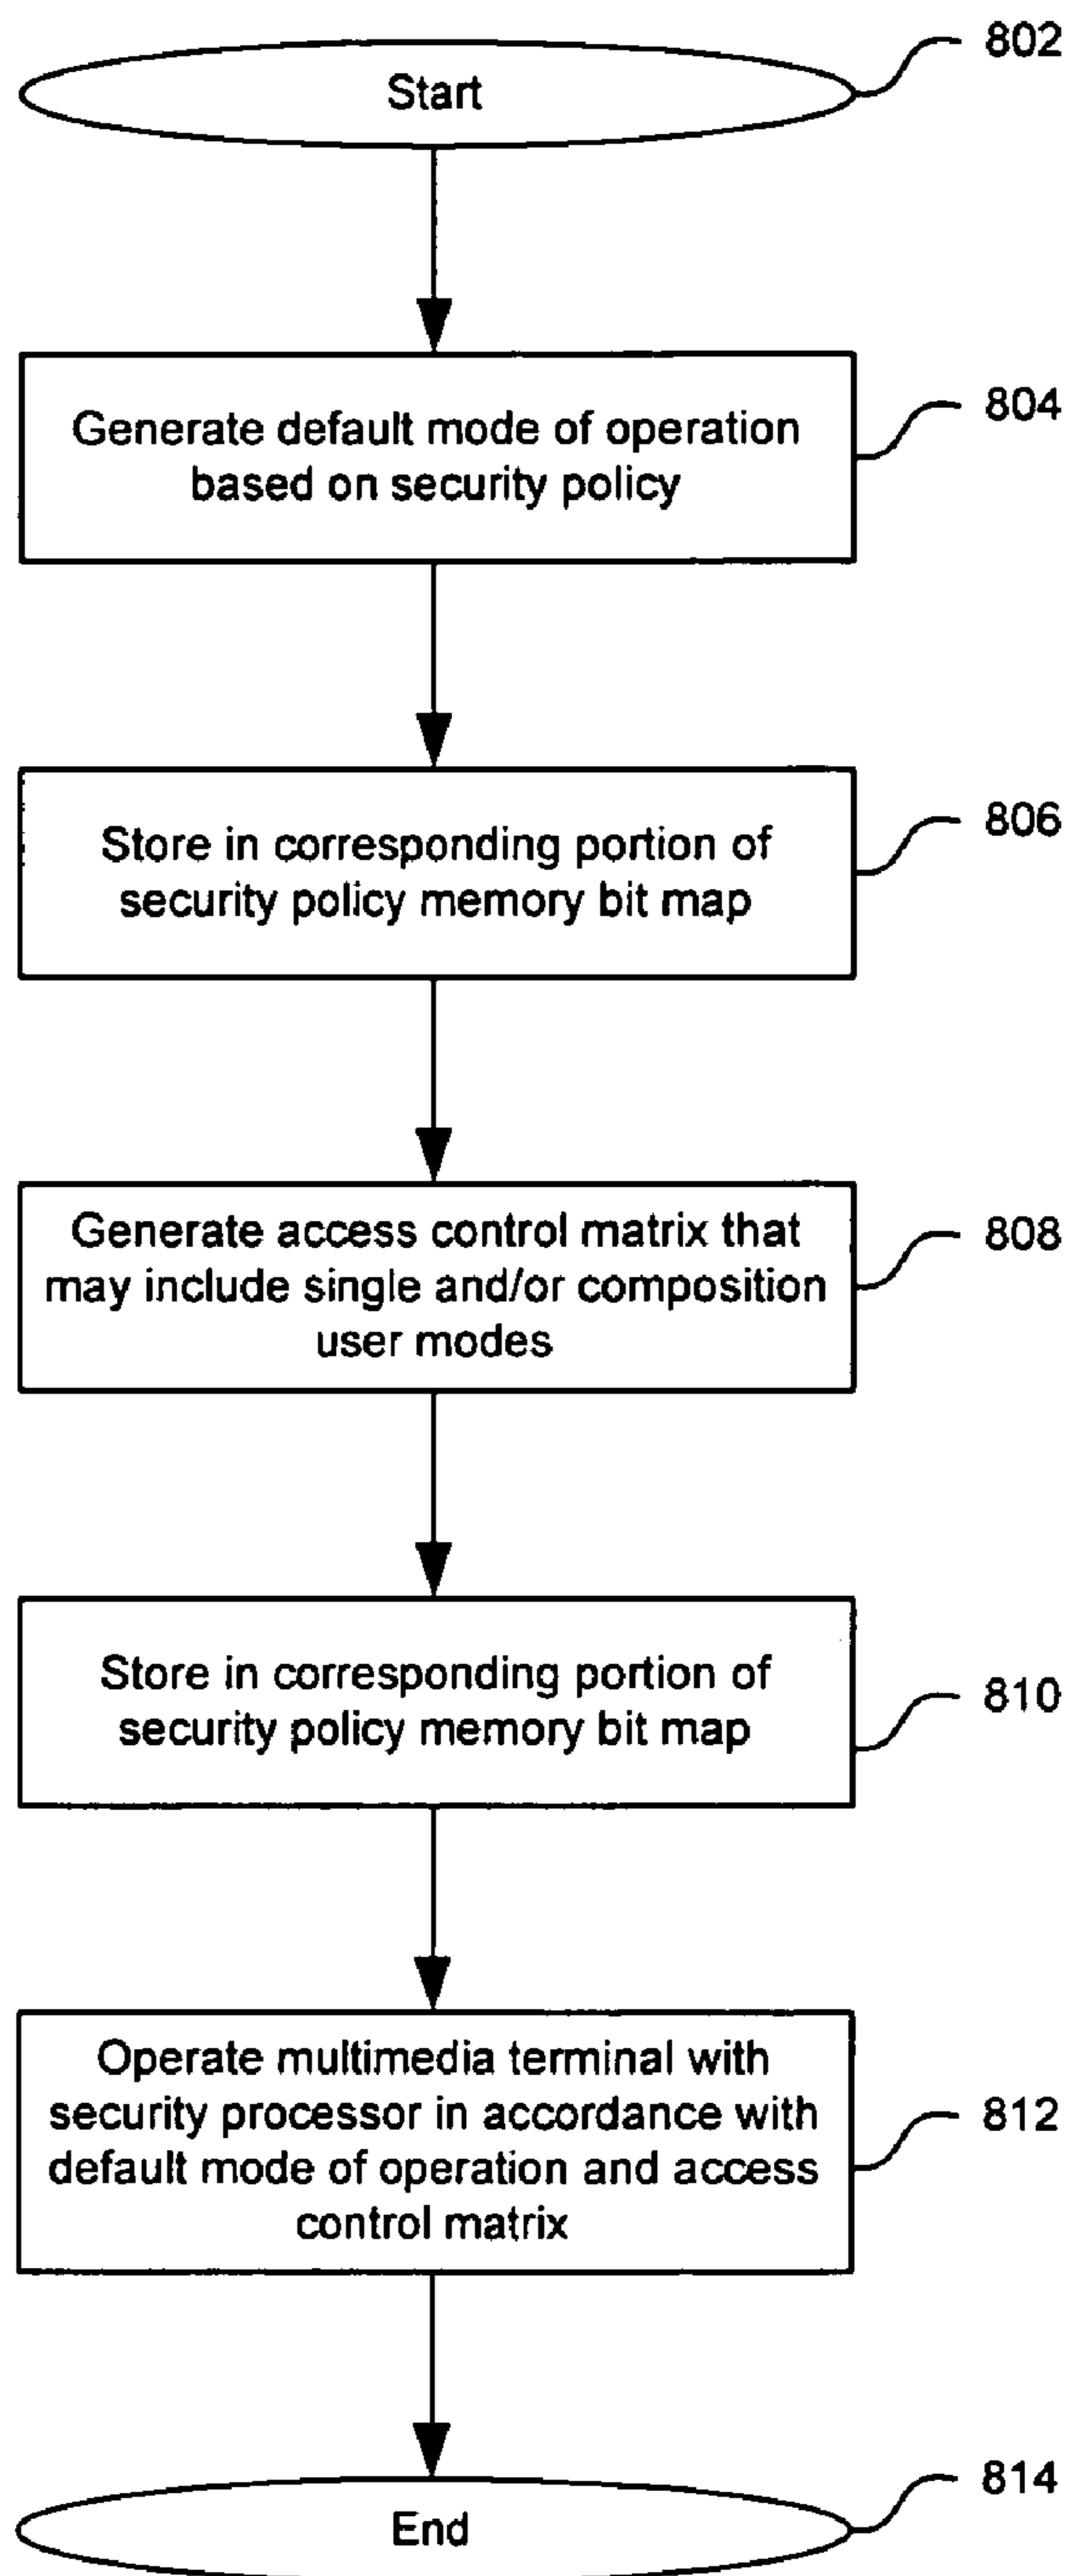 802
Start
804
Generate default mode of operation
based on security policy
806
Store in corresponding portion of
security policy memory bit map
808
Generate access control matrix that
may include single and/or composition
user modes
810
Store in corresponding portion of
security policy memory bit map
812
Operate multimedia terminal with
security processor in accordance with
default mode of operation and access
control matrix
814
End